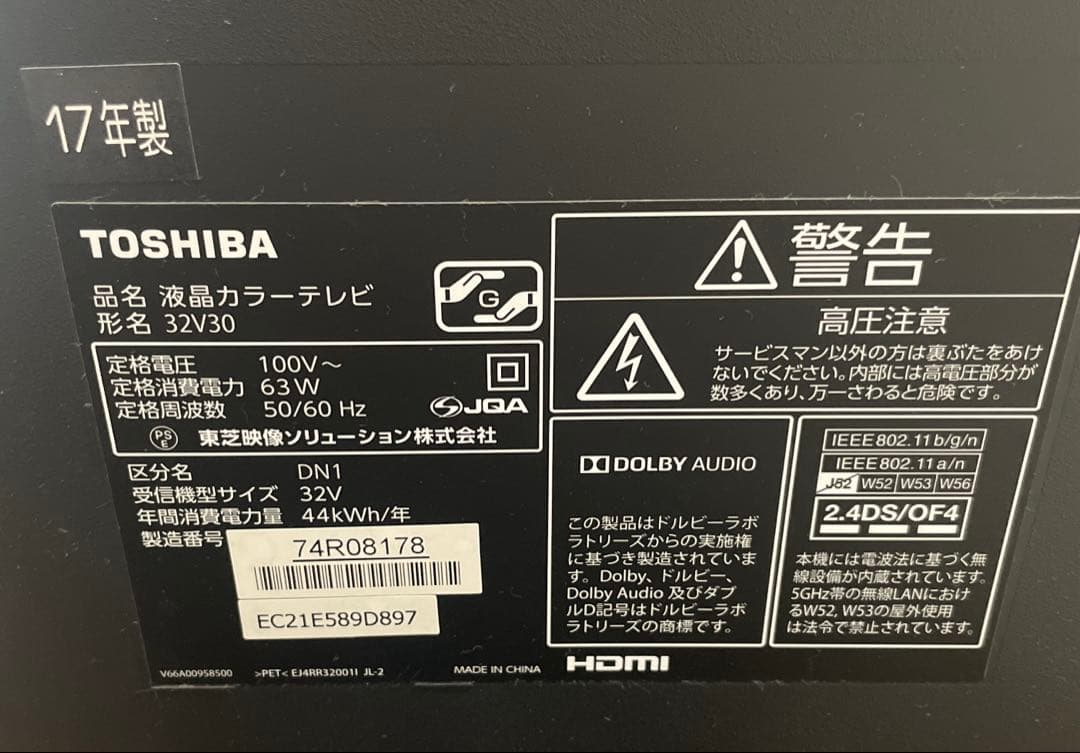 17年製
TOSHIBA
品名 液晶カラーテレビ
形名 32V30
G
定格電圧 100V～
定格消費電力 63W
定格周波数 50/60 Hz
JQA
PS
E
東芝映像ソリューション株式会社
区分名 DN1
受信機型サイズ 32V
年間消費電力量 44kWh/年
製造番号
74R08178
EC21E589D897
V66A00958500 >PET< EJ4RR32001I JL-2 MADE IN CHINA
警告
高圧注意
サービスマン以外の方は裏ぶたをあけ
ないでください。内部には高電圧部分が
数多くあり、万一さわると危険です。
DOLBY AUDIO
この製品はドルビーラボ
ラトリーズからの実施権
に基づき製造されていま
す。Dolby、ドルビー、
Dolby Audio 及びダブ
ルD記号はドルビーラボ
ラトリーズの商標です。
HDMI
IEEE802.11b/g/n
IEEE802.11a/n
J52 W52 W53 W56
2.4DS/OF4
本機には電波法に基づく無
線設備が内蔵されています。
5GHz帯の無線LANにおけ
るW52, W53の屋外使用
は法令で禁止されています。